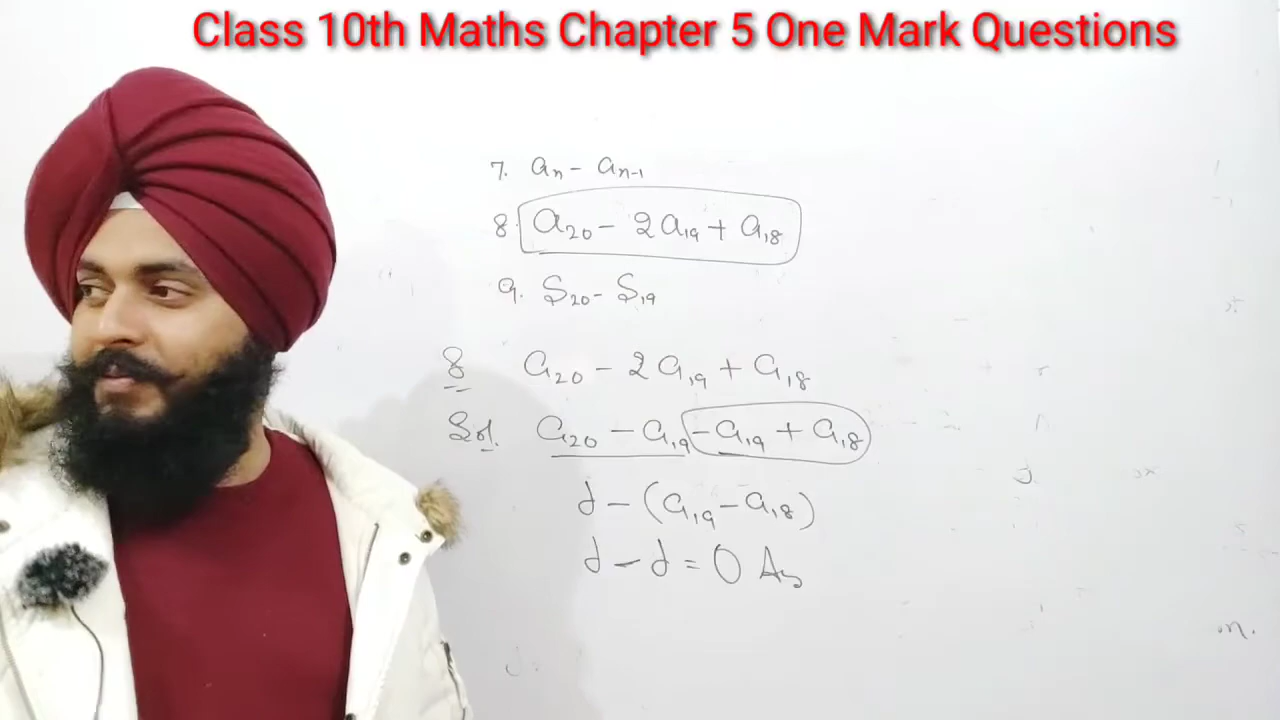 Class 10th Maths Chapter 5 One Mark Questions
7. aₙ - aₙ₋₁
8. a₂₀ - 2a₁₉ + a₁₈
9. S₂₀ - S₁₉
8 a₂₀ - 2a₁₉ + a₁₈
Sol. a₂₀ - a₁₉ - a₁₉ + a₁₈
d - (a₁₉ - a₁₈)
d - d = 0 As